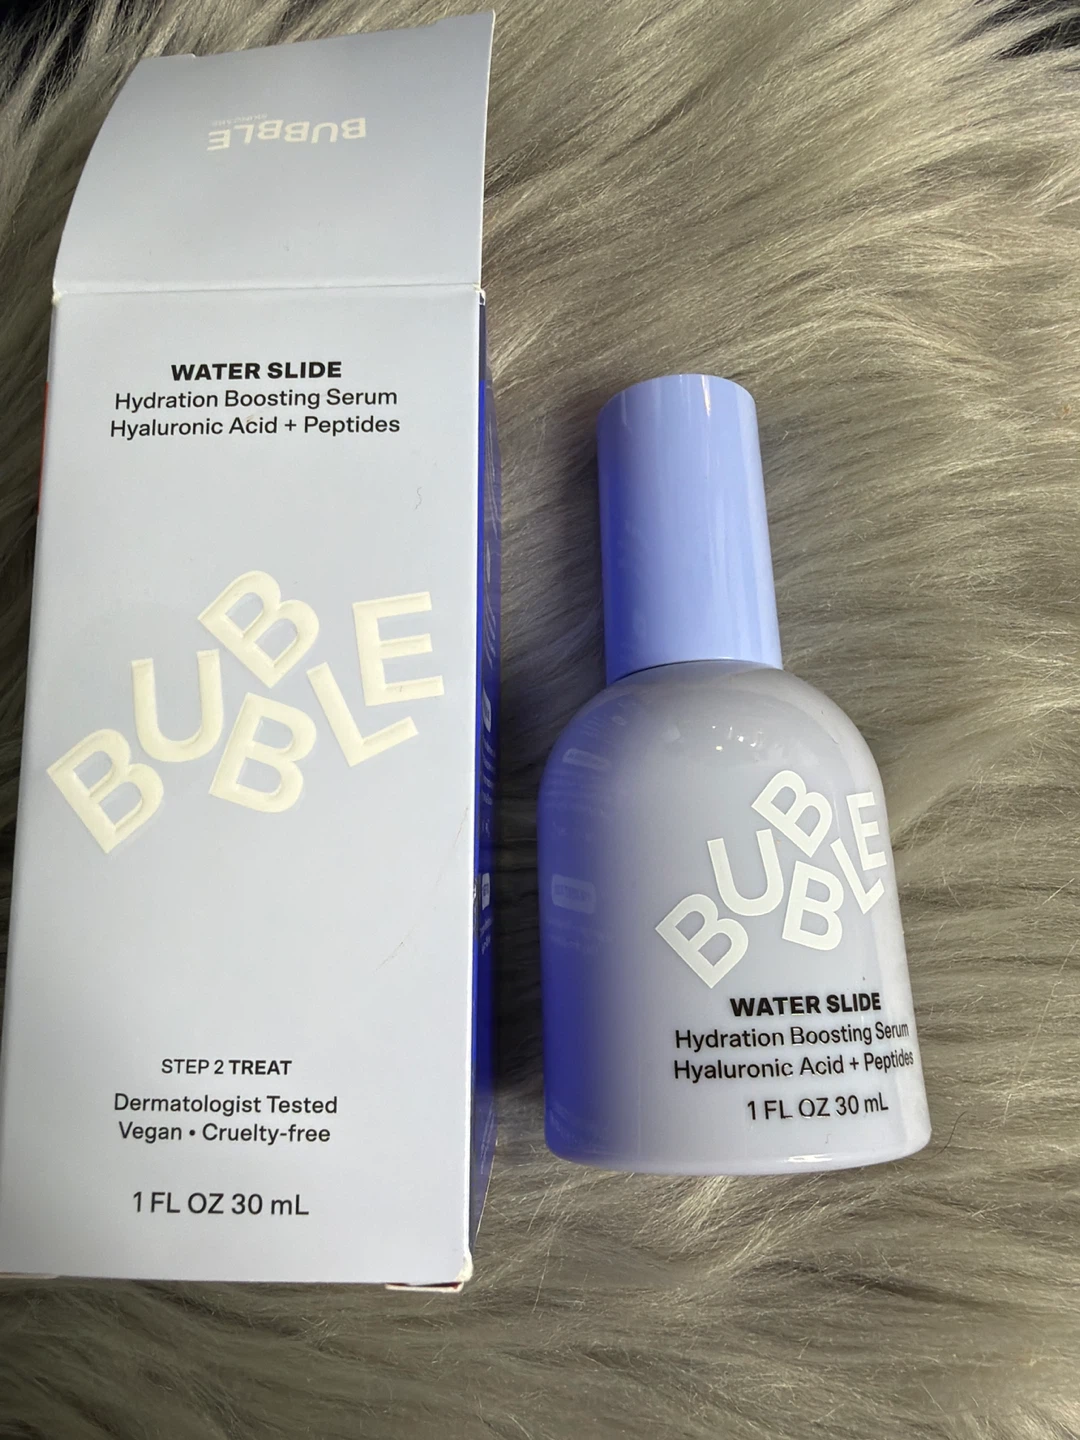 BUBBLE
SKINCARE
WATER SLIDE
Hydration Boosting Serum
Hyaluronic Acid + Peptides
BUBBLE
STEP 2 TREAT
Dermatologist Tested
Vegan • Cruelty-free
1 FL OZ 30 mL
BUBBLE
WATER SLIDE
Hydration Boosting Serum
Hyaluronic Acid + Peptides
1 FL OZ 30 mL